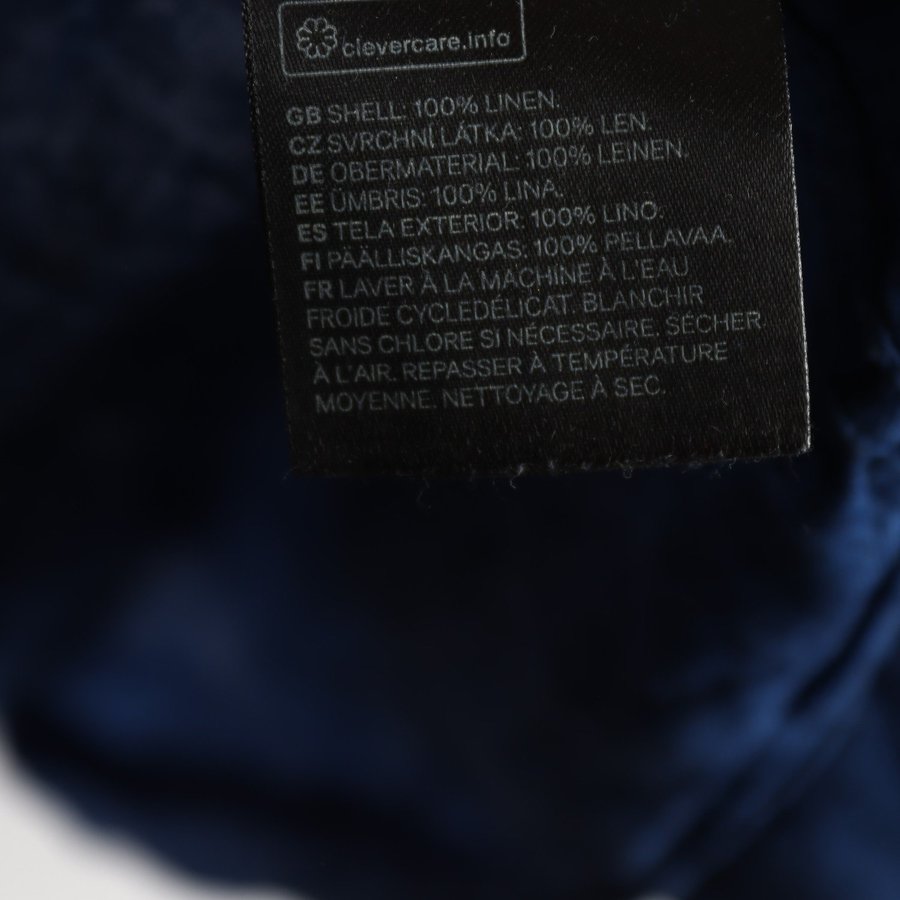 clevercare.info
GB SHELL: 100% LINEN.
CZ SVRCHNÍ LÁTKA: 100% LEN.
DE OBERMATERIAL: 100% LEINEN.
EE ÜMBRIS: 100% LINA.
ES TELA EXTERIOR: 100% LINO.
FI PÄÄLLISKANGAS: 100% PELLAVAA.
FR LAVER À LA MACHINE À L'EAU
FROIDE CYCLEDÉLICAT. BLANCHIR
SANS CHLORE SI NÉCESSAIRE. SÉCHER
À L'AIR. REPASSER À TEMPÉRATURE
MOYENNE. NETTOYAGE À SEC.